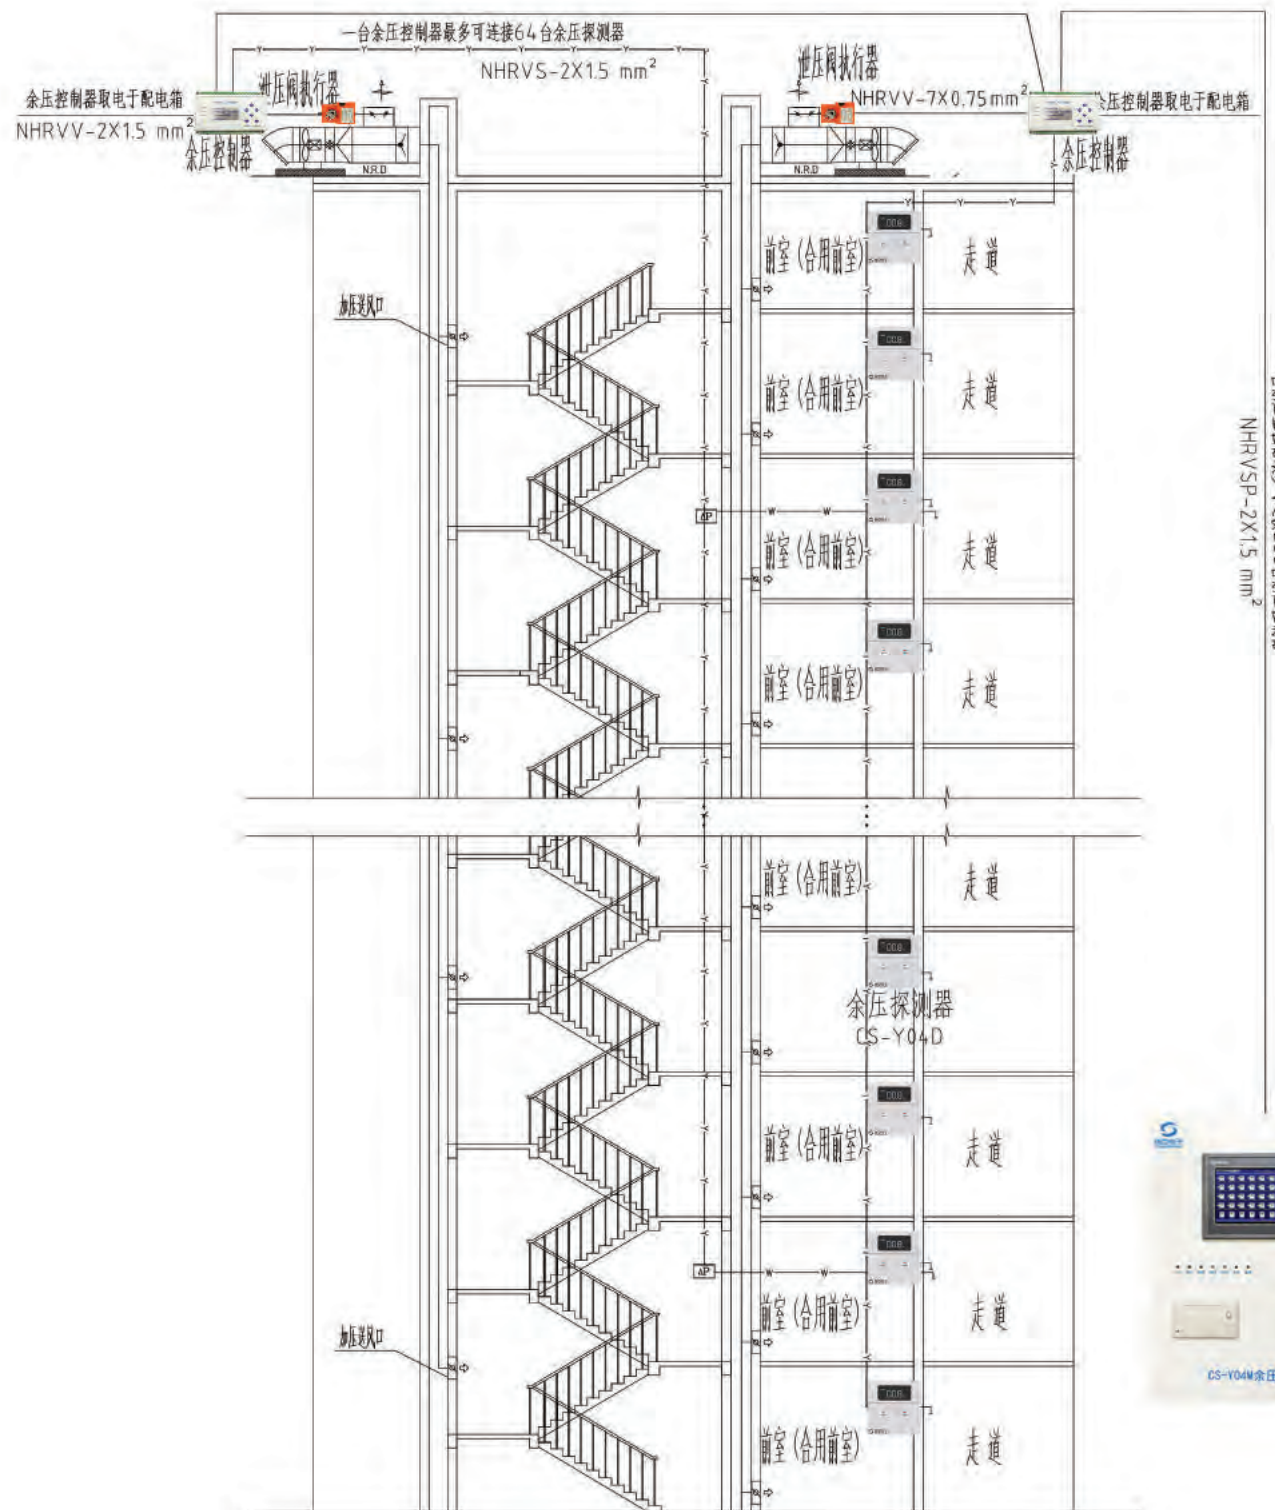 一台余压控制器最多可连接64台余压探测器
NHRVS-2X1.5 mm²
泄压阀执行器
泄压阀执行器
余压控制器取电于配电箱
NHRVV-2X1.5 mm²
余压控制器
NHRVV-7X0.75mm²
余压控制器取电于配电箱
余压控制器
N.R.D
N.R.D
前室(合用前室)
走道
加压送风口
前室(合用前室)
走道
NHRVSP-2X1.5 mm²
ΔP
W W
前室(合用前室)
走道
前室(合用前室)
走道
前室(合用前室)
走道
余压探测器
CS-Y04D
前室(合用前室)
走道
ΔP
W W
前室(合用前室)
走道
加压送风口
CS-Y04M余压
前室(合用前室)
走道